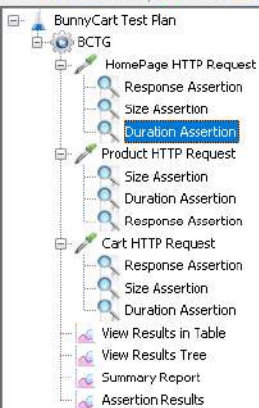 BunnyCart Test Plan
BCTG
HomePage HTTP Request
Response Assertion
Size Assertion
Duration Assertion
Product HTTP Request
Size Assertion
Duration Assertion
Response Assertion
Cart HTTP Request
Response Assertion
Size Assertion
Duration Assertion
View Results in Table
View Results Tree
Summary Report
Assertion Results